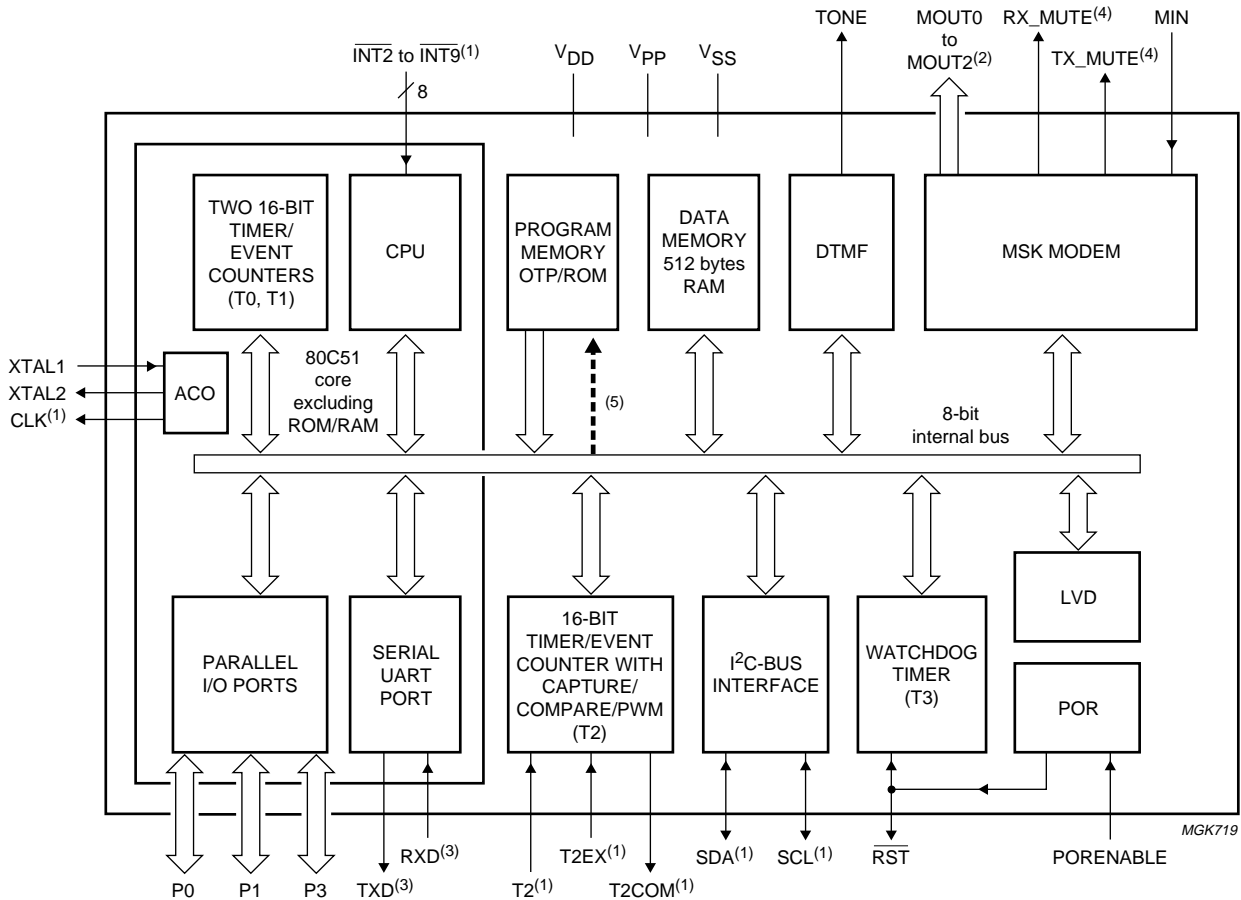 TONE
MOUT0
to
MOUT2(2)
RX_MUTE(4)
MIN
TX_MUTE(4)
INT2 to INT9(1)
8
VDD
VPP
VSS
TWO 16-BIT
TIMER/
EVENT
COUNTERS
(T0, T1)
CPU
PROGRAM
MEMORY
OTP/ROM
DATA
MEMORY
512 bytes
RAM
DTMF
MSK MODEM
XTAL1
XTAL2
CLK(1)
ACO
80C51
core
excluding
ROM/RAM
(5)
8-bit
internal bus
PARALLEL
I/O PORTS
SERIAL
UART
PORT
16-BIT
TIMER/EVENT
COUNTER WITH
CAPTURE/
COMPARE/PWM
(T2)
I2C-BUS
INTERFACE
WATCHDOG
TIMER
(T3)
LVD
POR
MGK719
P0
P1
P3
TXD(3)
RXD(3)
T2(1)
T2EX(1)
T2COM(1)
SDA(1)
SCL(1)
RST
PORENABLE